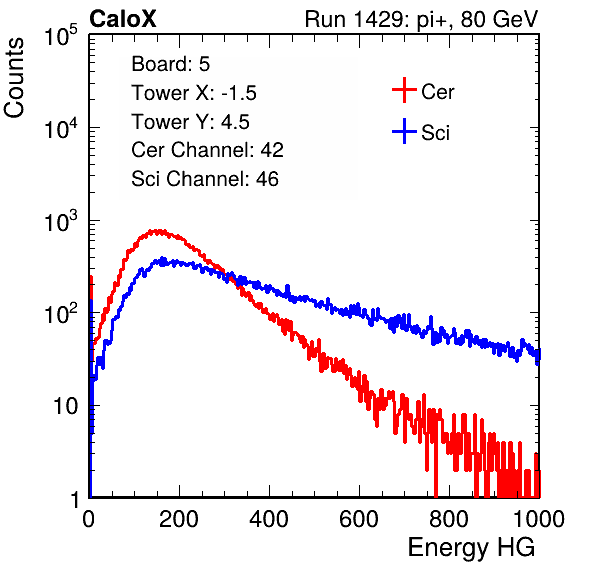 CaloX Run 1429: pi+, 80 GeV
Counts
10^5
10^4
10^3
10^2
10
1
Board: 5
Tower X: -1.5
Tower Y: 4.5
Cer Channel: 42
Sci Channel: 46
Cer
Sci
0 200 400 600 800 1000
Energy HG